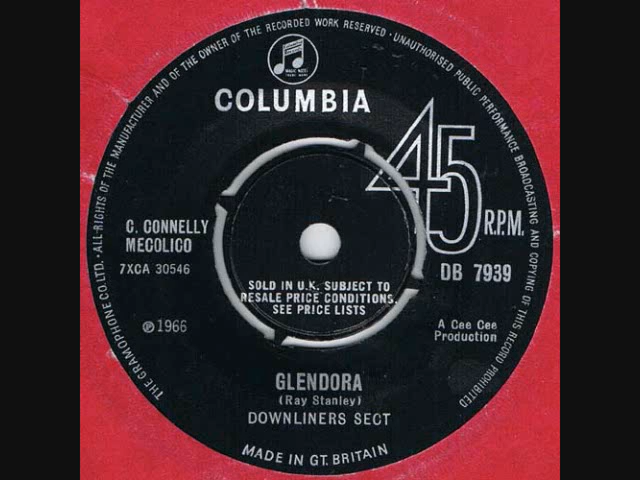 ALL RIGHTS OF THE MANUFACTURER AND OF THE OWNER OF THE RECORDED WORK RESERVED · UNAUTHORISED PUBLIC PERFORMANCE BROADCASTING AND COPYING OF THIS RECORD PROHIBITED
THE GRAMOPHONE CO. LTD.
COLUMBIA
45
R.P.M.
C. CONNELLY
MECOLICO
7XCA 30546
DB 7939
SOLD IN U.K. SUBJECT TO
RESALE PRICE CONDITIONS,
SEE PRICE LISTS
℗1966
A Cee Cee
Production
GLENDORA
(Ray Stanley)
DOWNLINERS SECT
MADE IN GT. BRITAIN